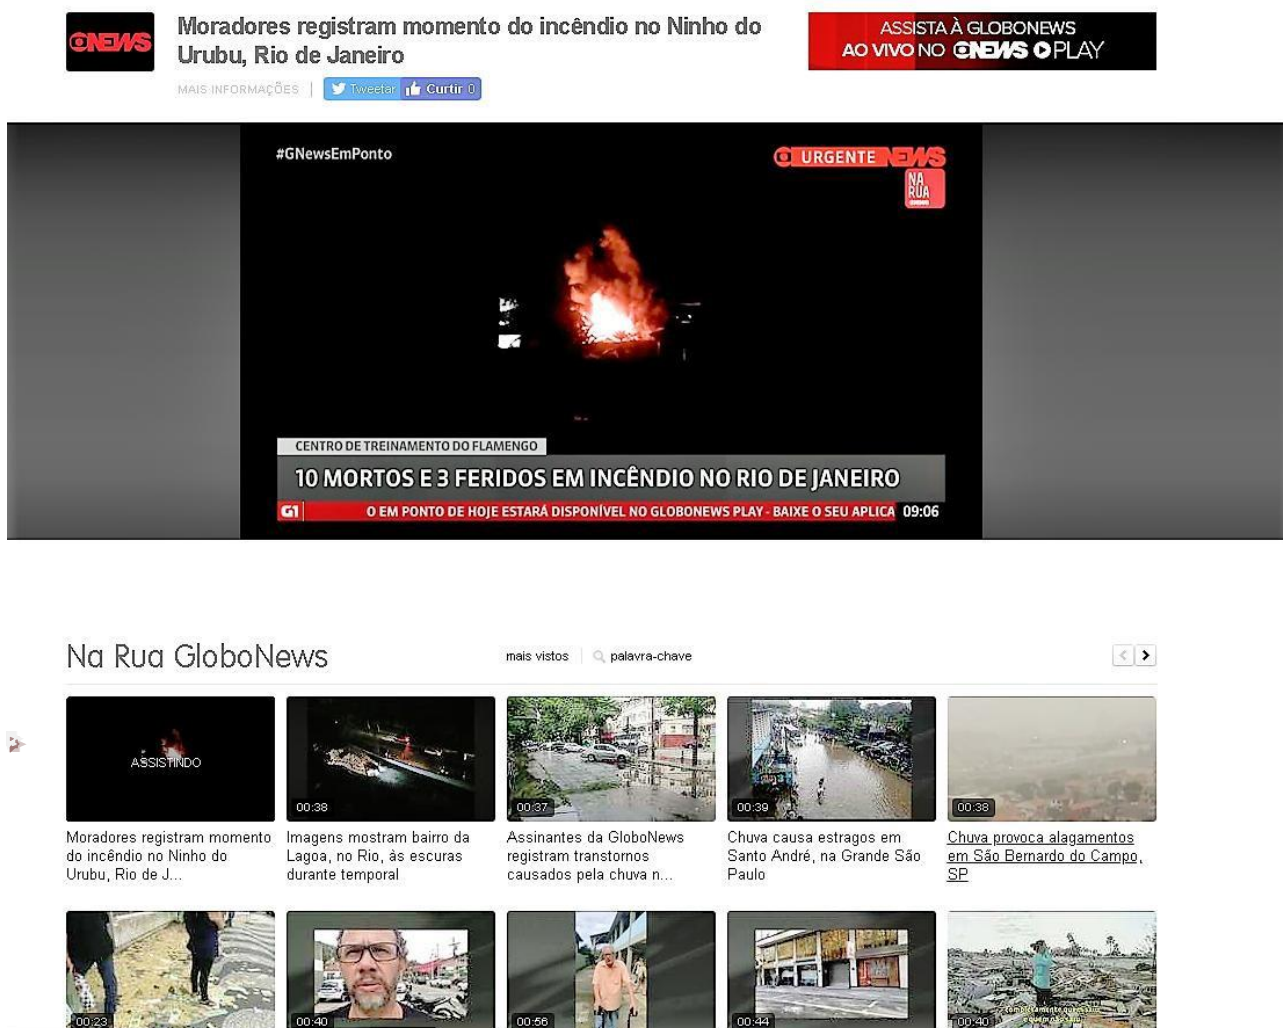 GNEWS
Moradores registram momento do incêndio no Ninho do
Urubu, Rio de Janeiro
MAIS INFORMAÇÕES
Tweetar
Curtir 0
ASSISTA À GLOBONEWS
AO VIVO NO GNEWS PLAY
#GNewsEmPonto
URGENTE NEWS
NA
RUA
CENTRO DE TREINAMENTO DO FLAMENGO
10 MORTOS E 3 FERIDOS EM INCÊNDIO NO RIO DE JANEIRO
G1 O EM PONTO DE HOJE ESTARÁ DISPONÍVEL NO GLOBONEWS PLAY - BAIXE O SEU APLICA 09:06
Na Rua GloboNews
mais vistos
palavra-chave
ASSISTINDO
Moradores registram momento
do incêndio no Ninho do
Urubu, Rio de J...
00:38
Imagens mostram bairro da
Lagoa, no Rio, às escuras
durante temporal
00:37
Assinantes da GloboNews
registram transtornos
causados pela chuva n...
00:39
Chuva causa estragos em
Santo André, na Grande São
Paulo
00:38
Chuva provoca alagamentos
em São Bernardo do Campo,
SP
00:23
00:40
00:56
00:44
00:40